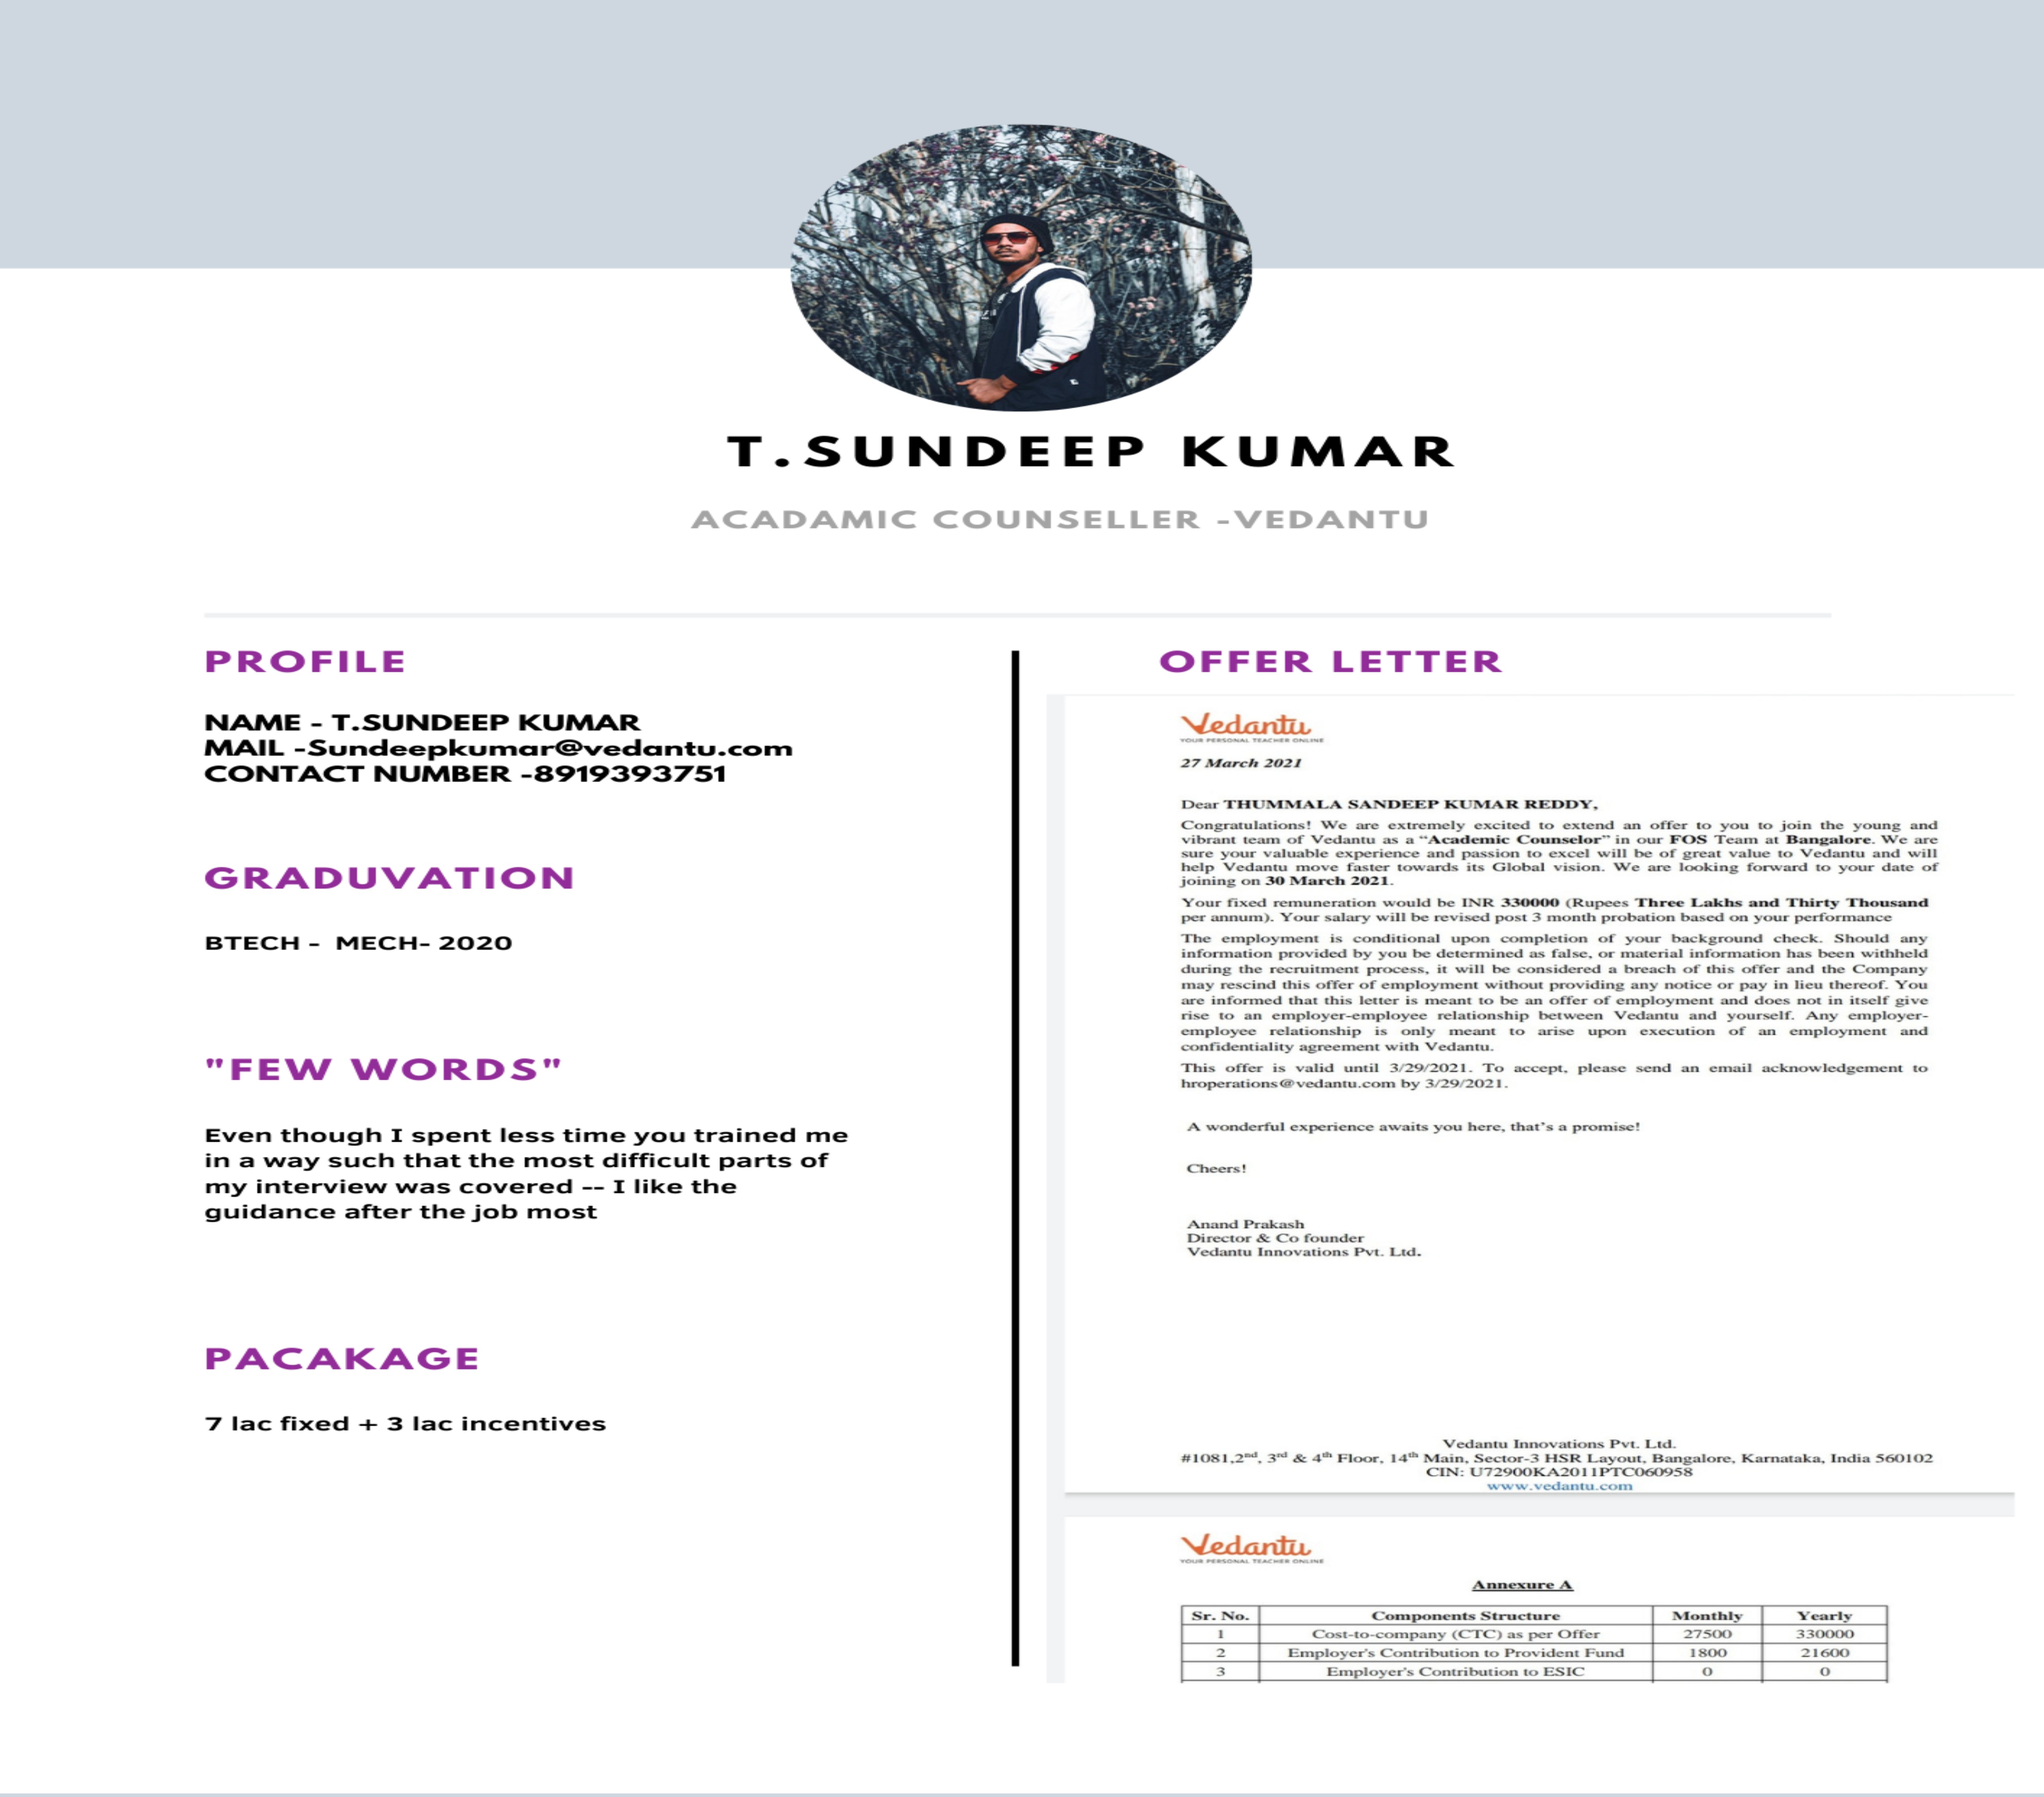 T.SUNDEEP KUMAR
ACADAMIC COUNSELLER -VEDANTU
PROFILE
NAME - T.SUNDEEP KUMAR
MAIL -Sundeepkumar@vedantu.com
CONTACT NUMBER -8919393751
GRADUVATION
BTECH - MECH- 2020
"FEW WORDS"
Even though I spent less time you trained me
in a way such that the most difficult parts of
my interview was covered -- I like the
guidance after the job most
PACAKAGE
7 lac fixed + 3 lac incentives
OFFER LETTER
Vedantu
YOUR PERSONAL TEACHER ONLINE
27 March 2021
Dear THUMMALA SANDEEP KUMAR REDDY,
Congratulations! We are extremely excited to extend an offer to you to join the young and
vibrant team of Vedantu as a “Academic Counselor” in our FOS Team at Bangalore. We are
sure your valuable experience and passion to excel will be of great value to Vedantu and will
help Vedantu move faster towards its Global vision. We are looking forward to your date of
joining on 30 March 2021.
Your fixed remuneration would be INR 330000 (Rupees Three Lakhs and Thirty Thousand
per annum). Your salary will be revised post 3 month probation based on your performance
The employment is conditional upon completion of your background check. Should any
information provided by you be determined as false, or material information has been withheld
during the recruitment process, it will be considered a breach of this offer and the Company
may rescind this offer of employment without providing any notice or pay in lieu thereof. You
are informed that this letter is meant to be an offer of employment and does not in itself give
rise to an employer-employee relationship between Vedantu and yourself. Any employer-
employee relationship is only meant to arise upon execution of an employment and
confidentiality agreement with Vedantu.
This offer is valid until 3/29/2021. To accept, please send an email acknowledgement to
hroperations@vedantu.com by 3/29/2021.
A wonderful experience awaits you here, that’s a promise!
Cheers!
Anand Prakash
Director & Co founder
Vedantu Innovations Pvt. Ltd.
Vedantu Innovations Pvt. Ltd.
#1081,2nd, 3rd & 4th Floor, 14th Main, Sector-3 HSR Layout, Bangalore, Karnataka, India 560102
CIN: U72900KA2011PTC060958
www.vedantu.com
Vedantu
YOUR PERSONAL TEACHER ONLINE
Annexure A
Sr. No. Components Structure Monthly Yearly
1 Cost-to-company (CTC) as per Offer 27500 330000
2 Employer's Contribution to Provident Fund 1800 21600
3 Employer's Contribution to ESIC 0 0